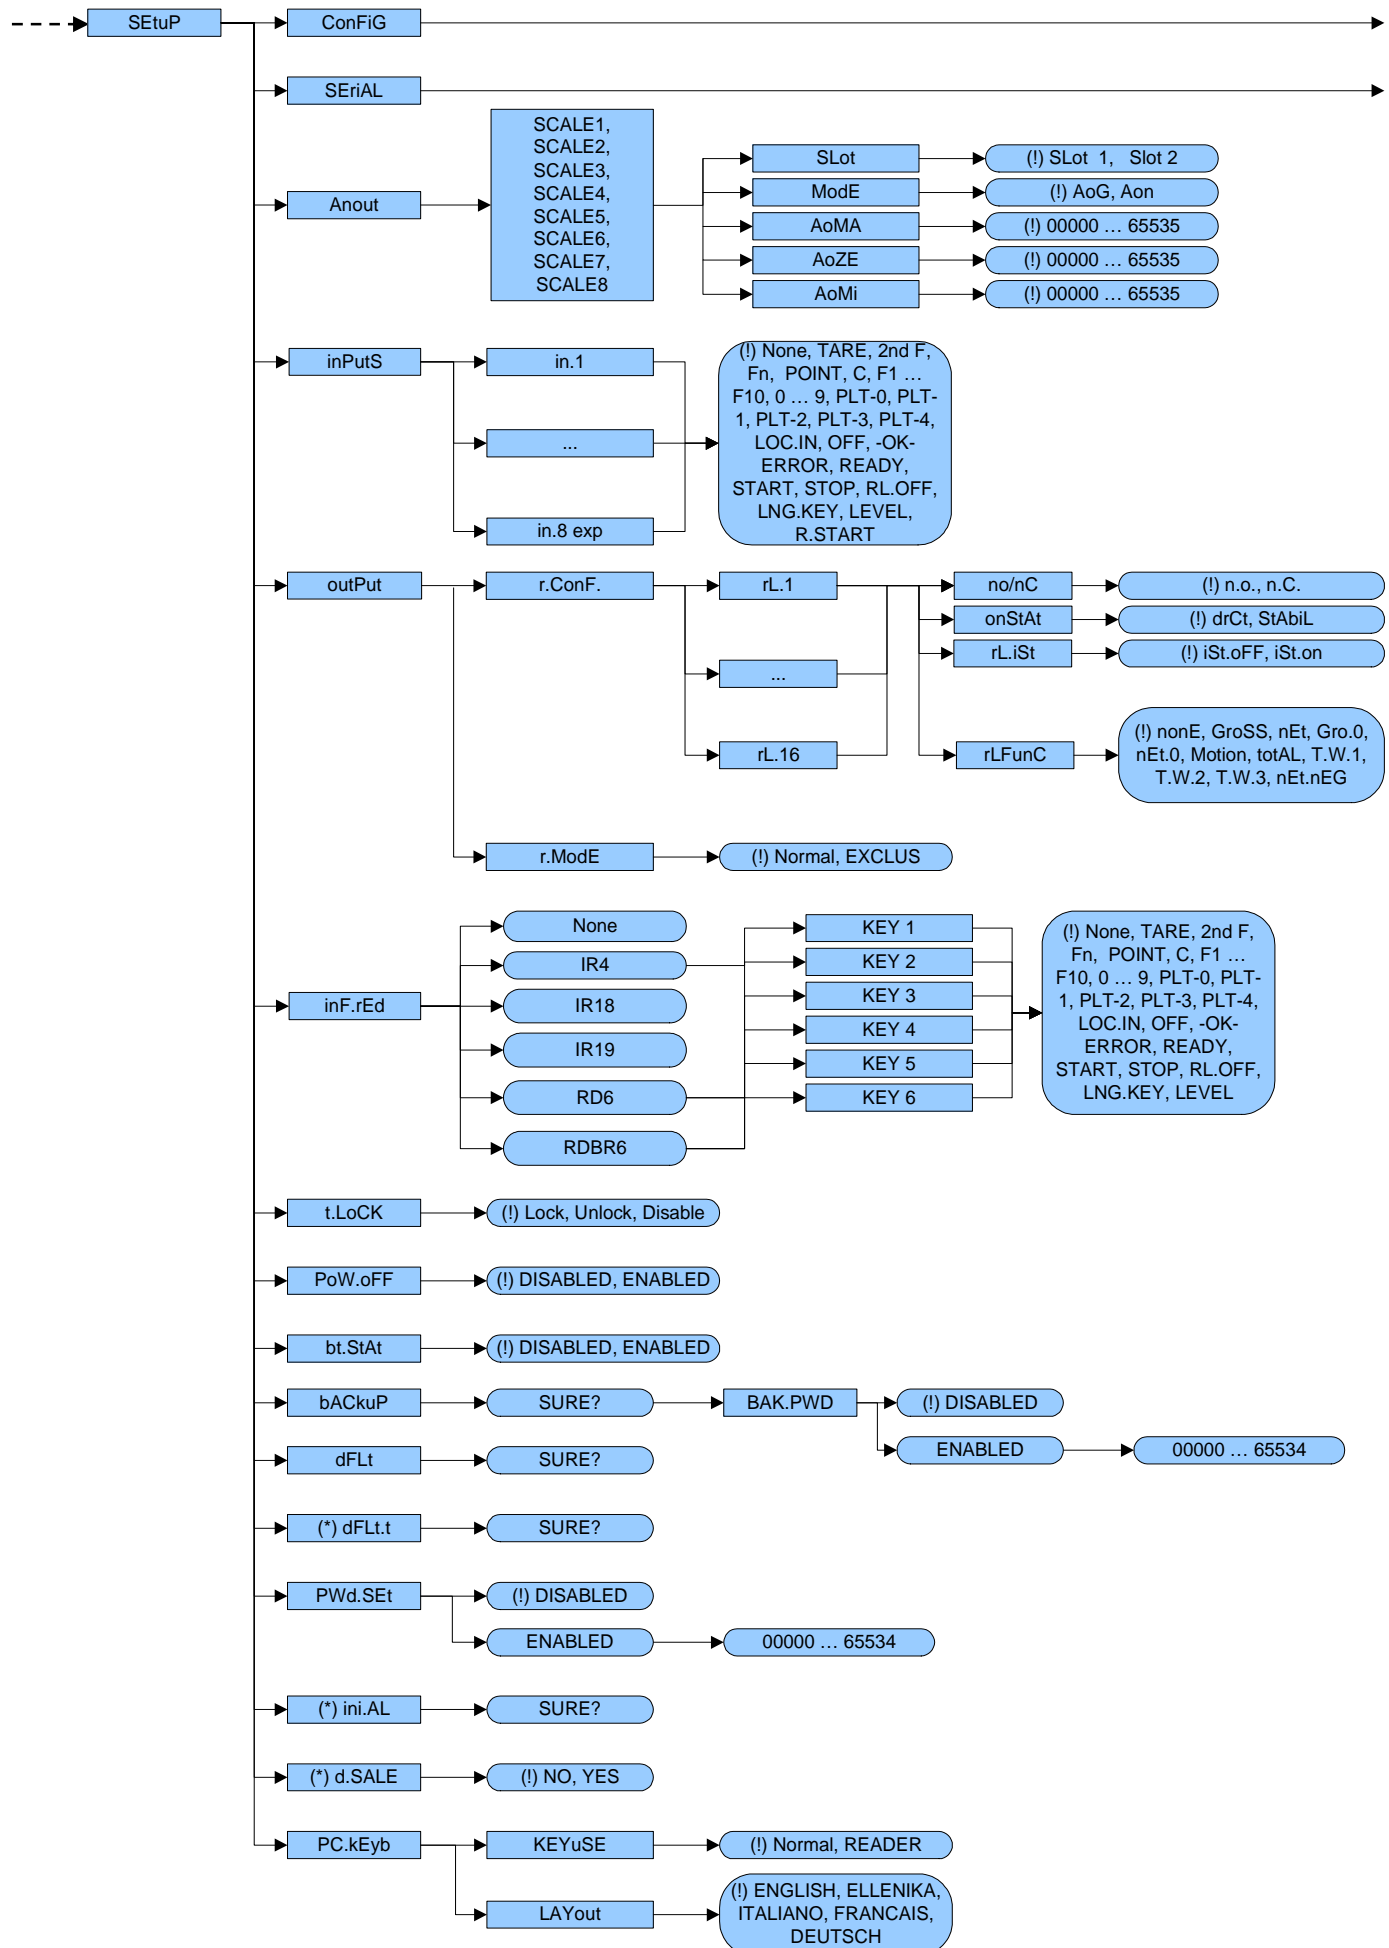 SEtuP
ConFiG
SEriAL
Anout
SCALE1,
SCALE2,
SCALE3,
SCALE4,
SCALE5,
SCALE6,
SCALE7,
SCALE8
SLot
(!) SLot  1,   Slot 2
ModE
(!) AoG, Aon
AoMA
(!) 00000 … 65535
AoZE
(!) 00000 … 65535
AoMi
(!) 00000 … 65535
inPutS
in.1
...
in.8 exp
(!) None, TARE, 2nd F,
Fn,  POINT, C, F1 …
F10, 0 … 9, PLT-0, PLT-
1, PLT-2, PLT-3, PLT-4,
LOC.IN, OFF, -OK-
ERROR, READY,
START, STOP, RL.OFF,
LNG.KEY, LEVEL,
R.START
outPut
r.ConF.
rL.1
...
rL.16
no/nC
(!) n.o., n.C.
onStAt
(!) drCt, StAbiL
rL.iSt
(!) iSt.oFF, iSt.on
rLFunC
(!) nonE, GroSS, nEt, Gro.0,
nEt.0, Motion, totAL, T.W.1,
T.W.2, T.W.3, nEt.nEG
r.ModE
(!) Normal, EXCLUS
inF.rEd
None
IR4
IR18
IR19
RD6
RDBR6
KEY 1
KEY 2
KEY 3
KEY 4
KEY 5
KEY 6
(!) None, TARE, 2nd F,
Fn,  POINT, C, F1 …
F10, 0 … 9, PLT-0, PLT-
1, PLT-2, PLT-3, PLT-4,
LOC.IN, OFF, -OK-
ERROR, READY,
START, STOP, RL.OFF,
LNG.KEY, LEVEL
t.LoCK
(!) Lock, Unlock, Disable
PoW.oFF
(!) DISABLED, ENABLED
bt.StAt
(!) DISABLED, ENABLED
bACkuP
SURE?
BAK.PWD
(!) DISABLED
ENABLED
00000 … 65534
dFLt
SURE?
(*) dFLt.t
SURE?
PWd.SEt
(!) DISABLED
ENABLED
00000 … 65534
(*) ini.AL
SURE?
(*) d.SALE
(!) NO, YES
PC.kEyb
KEYuSE
(!) Normal, READER
LAYout
(!) ENGLISH, ELLENIKA,
ITALIANO, FRANCAIS,
DEUTSCH